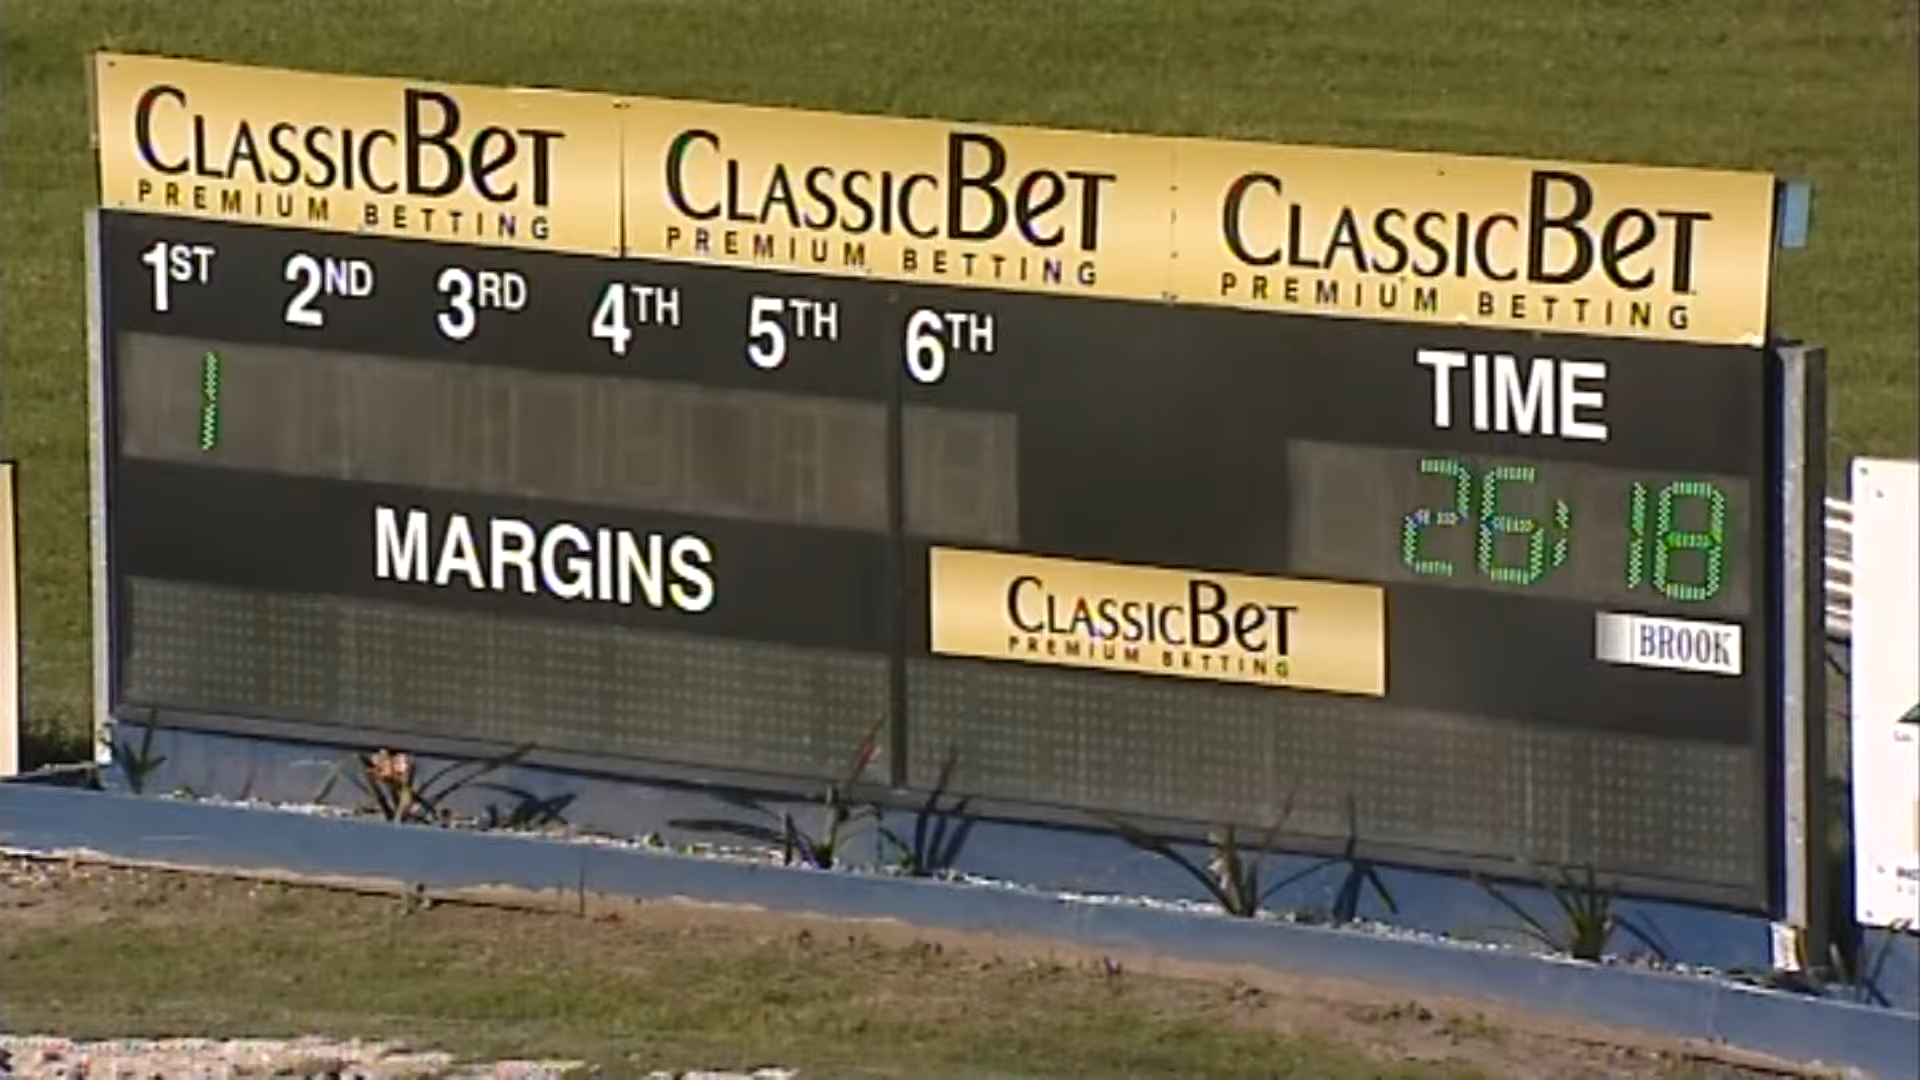 CLASSICBET CLASSICBET CLASSICBET
PREMIUM BETTING PREMIUM BETTING PREMIUM BETTING
1ST 2ND 3RD 4TH 5TH 6TH
TIME
1
26,18
MARGINS
CLASSICBET
PREMIUM BETTING
BROOK